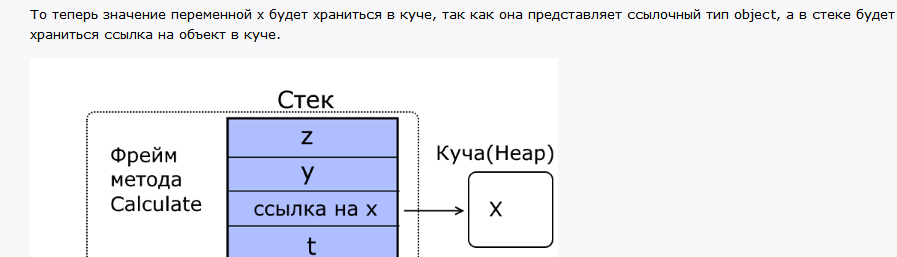 То теперь значение переменной x будет храниться в куче, так как она представляет ссылочный тип object, а в стеке будет
храниться ссылка на объект в куче.
Стек
z
Фрейм
метода
Calculate
y
Куча(Heap)
ссылка на x
X
t